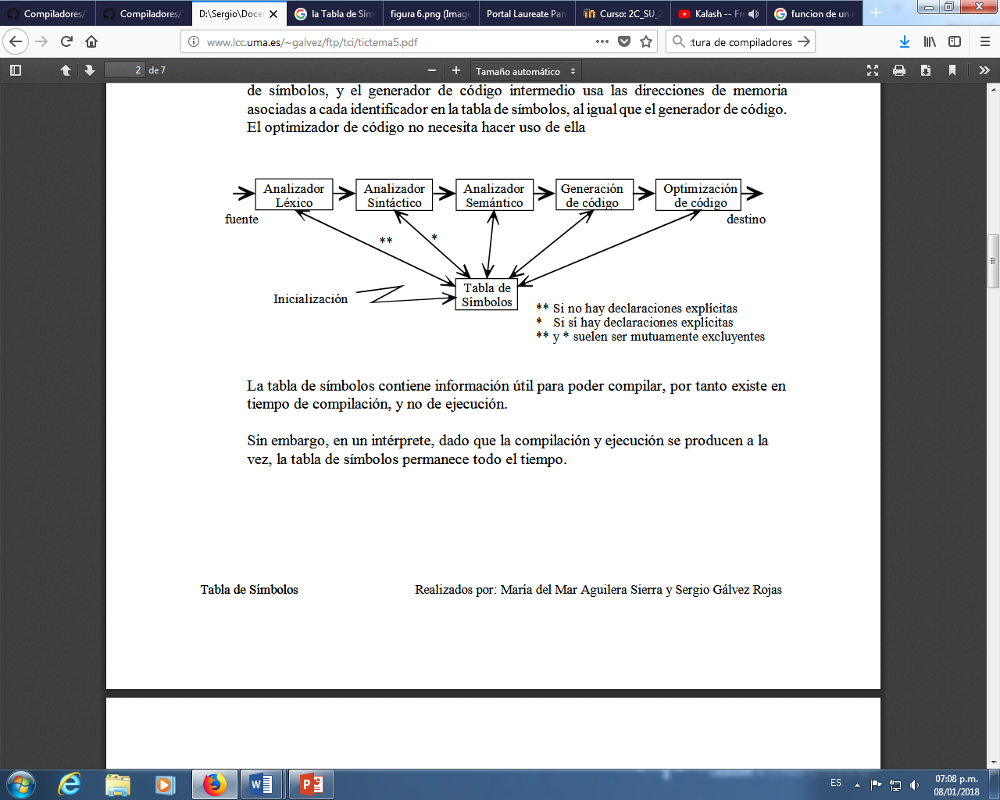 Compiladores/
Compiladores/
D:\Sergio\Docen
la Tabla de Sím
figura 6.png (Image
Portal Laureate Pan
Curso: 2C_SU_2
Kalash -- Fre
funcion de un a
www.lcc.uma.es/~galvez/ftp/tci/tictema5.pdf
tura de compiladores
2 de 7
Tamaño automático
de símbolos, y el generador de código intermedio usa las direcciones de memoria
asociadas a cada identificador en la tabla de símbolos, al igual que el generador de código.
El optimizador de código no necesita hacer uso de ella
Analizador
Léxico
Analizador
Sintáctico
Analizador
Semántico
Generación
de código
Optimización
de código
fuente
destino
**
*
Inicialización
Tabla de
Símbolos
** Si no hay declaraciones explícitas
* Si sí hay declaraciones explícitas
** y * suelen ser mutuamente excluyentes
La tabla de símbolos contiene información útil para poder compilar, por tanto existe en
tiempo de compilación, y no de ejecución.
Sin embargo, en un intérprete, dado que la compilación y ejecución se producen a la
vez, la tabla de símbolos permanece todo el tiempo.
Tabla de Símbolos
Realizados por: María del Mar Aguilera Sierra y Sergio Gálvez Rojas
ES
07:08 p.m.
08/01/2018